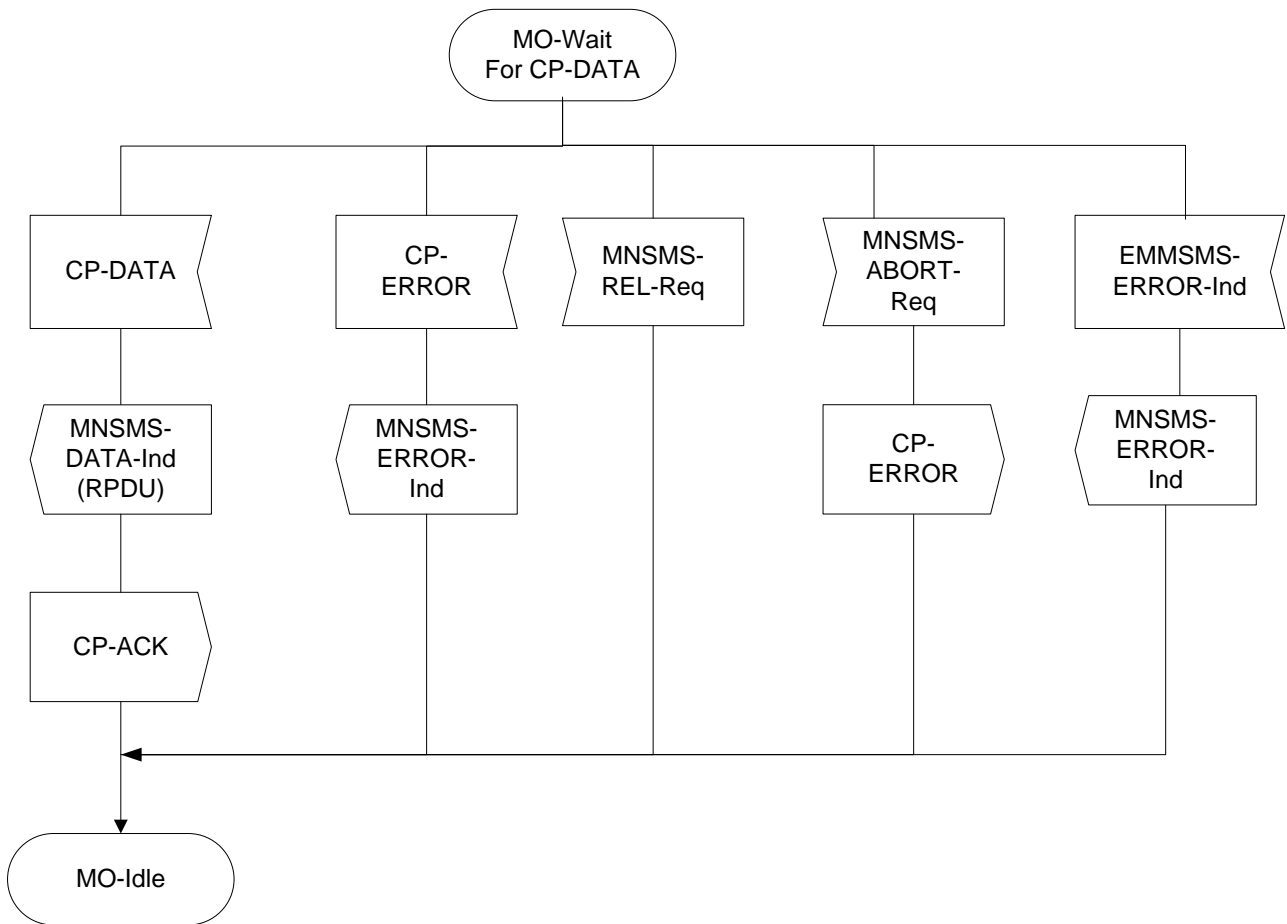 MO-Wait
For CP-DATA
CP-DATA
CP-
ERROR
MNSMS-
REL-Req
MNSMS-
ABORT-
Req
EMMSMS-
ERROR-Ind
MNSMS-
DATA-Ind
(RPDU)
MNSMS-
ERROR-
Ind
CP-
ERROR
MNSMS-
ERROR-
Ind
CP-ACK
MO-Idle